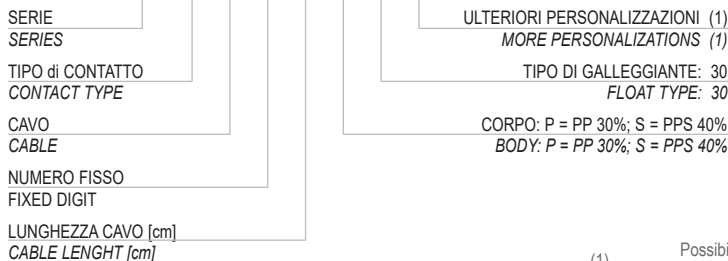 SERIE
SERIES
TIPO di CONTATTO
CONTACT TYPE
CAVO
CABLE
NUMERO FISSO
FIXED DIGIT
LUNGHEZZA CAVO [cm]
CABLE LENGHT [cm]
ULTERIORI PERSONALIZZAZIONI (1)
MORE PERSONALIZATIONS (1)
TIPO DI GALLEGGIANTE: 30
FLOAT TYPE: 30
CORPO: P = PP 30%; S = PPS 40%
BODY: P = PP 30%; S = PPS 40%
(1) Possibi